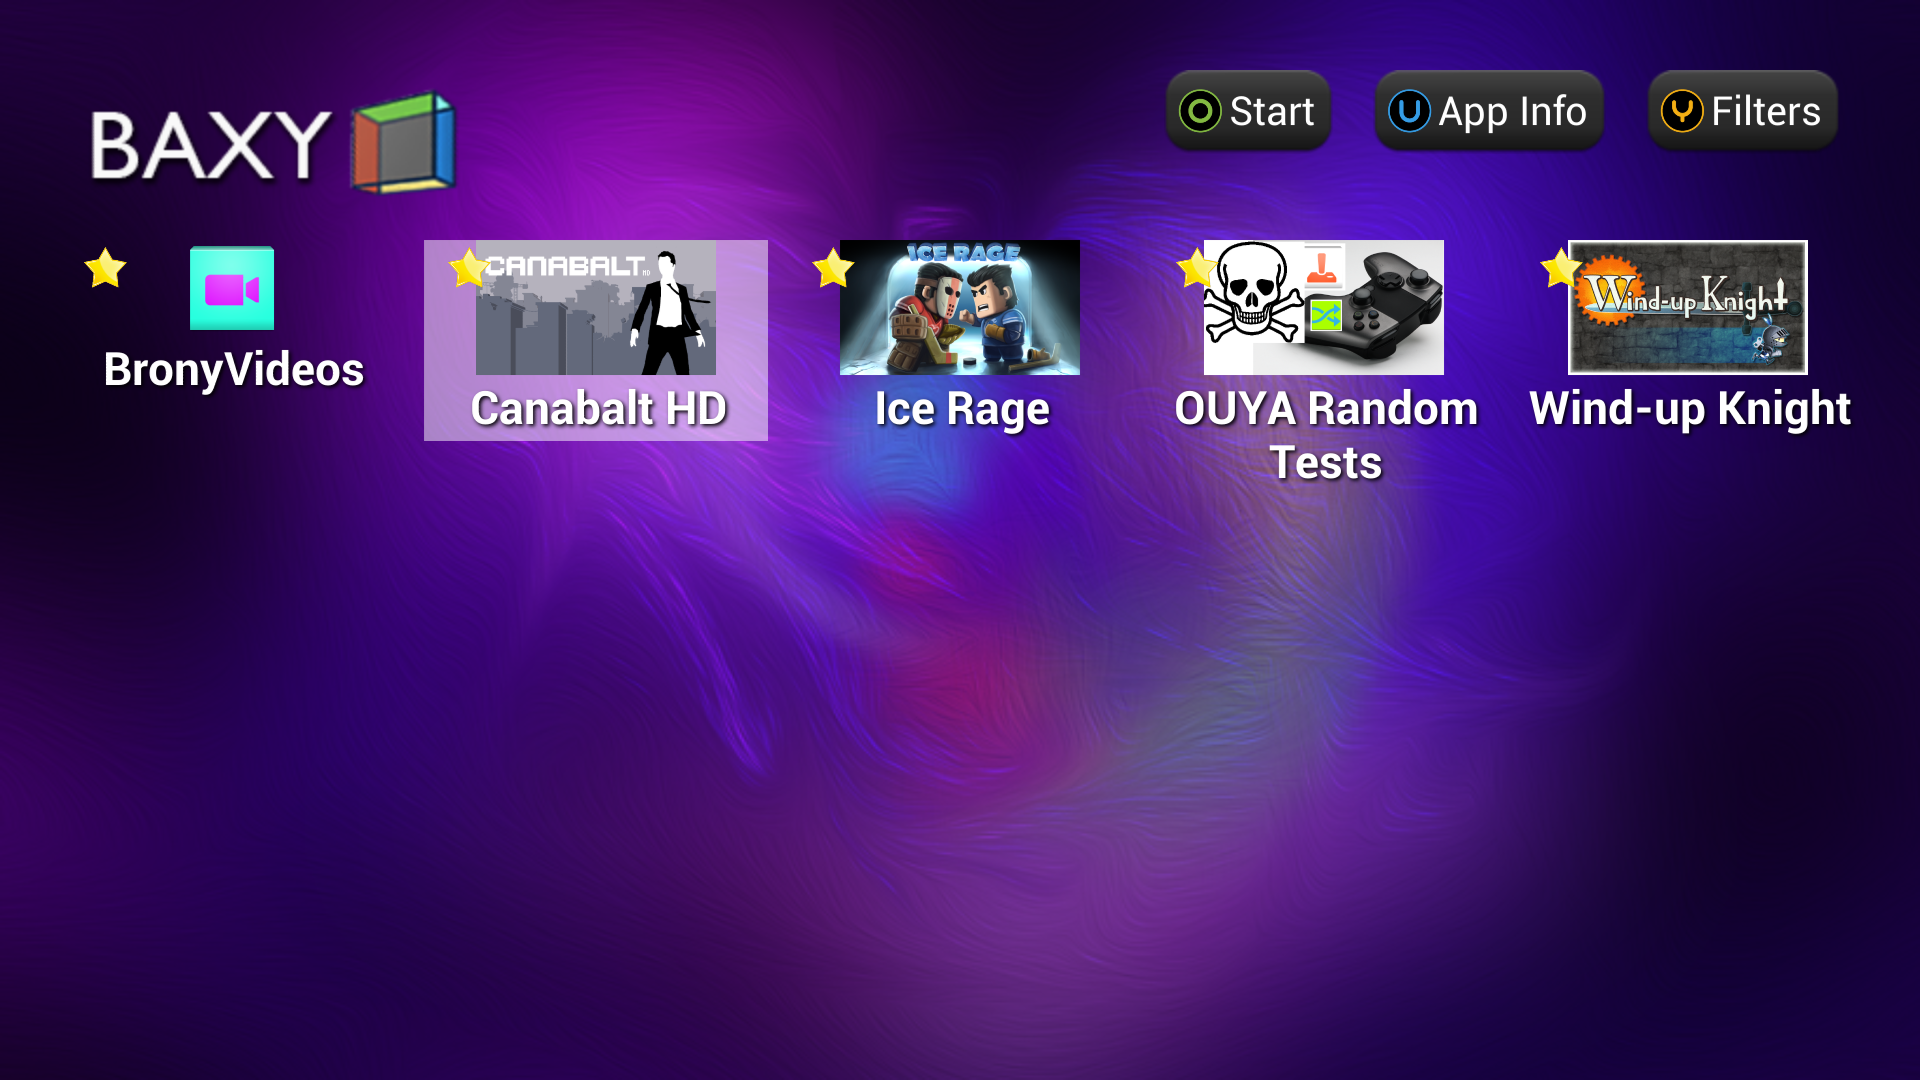 BAXY
Start
App Info
Filters
BronyVideos
CANABALT HD
Canabalt HD
ICE RAGE
Ice Rage
OUYA Random
Tests
Wind-up Knight
Wind-up Knight